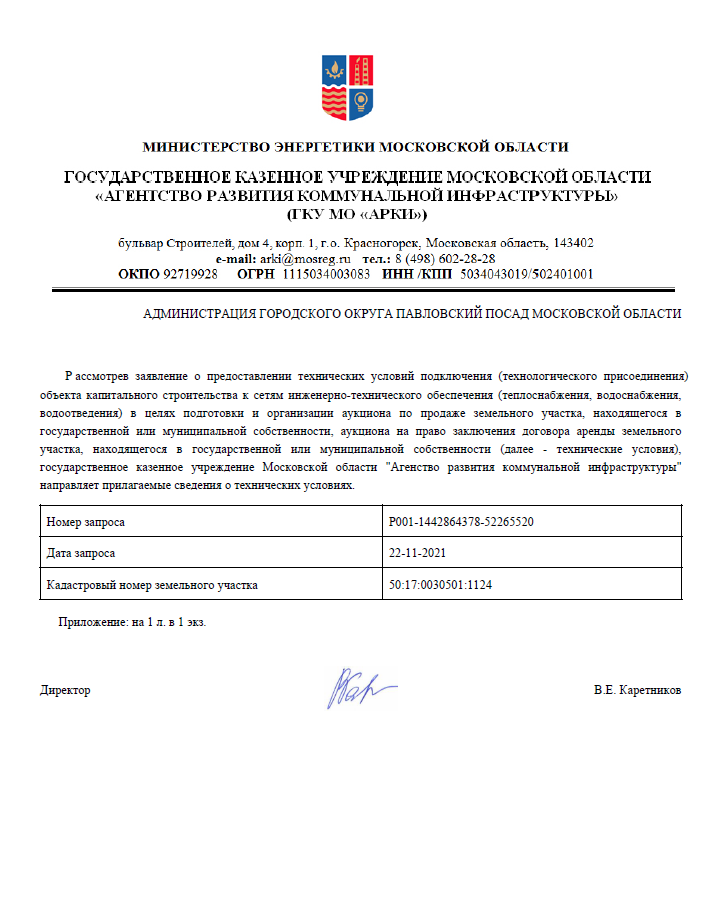 МИНИСТЕРСТВО ЭНЕРГЕТИКИ МОСКОВСКОЙ ОБЛАСТИ
ГОСУДАРСТВЕННОЕ КАЗЕННОЕ УЧРЕЖДЕНИЕ МОСКОВСКОЙ ОБЛАСТИ
«АГЕНТСТВО РАЗВИТИЯ КОММУНАЛЬНОЙ ИНФРАСТРУКТУРЫ»
(ГКУ МО «АРКИ»)
бульвар Строителей, дом 4, корп. 1, г.о. Красногорск, Московская область, 143402
e-mail: arki@mosreg.ru тел.: 8 (498) 602-28-28
ОКПО 92719928 ОГРН 1115034003083 ИНН /КПП 5034043019/502401001
АДМИНИСТРАЦИЯ ГОРОДСКОГО ОКРУГА ПАВЛОВСКИЙ ПОСАД МОСКОВСКОЙ ОБЛАСТИ
Р ассмотрев заявление о предоставлении технических условий подключения (технологического присоединения)
объекта капитального строительства к сетям инженерно-технического обеспечения (теплоснабжения, водоснабжения,
водоотведения) в целях подготовки и организации аукциона по продаже земельного участка, находящегося в
государственной или муниципальной собственности, аукциона на право заключения договора аренды земельного
участка, находящегося в государственной или муниципальной собственности (далее - технические условия),
государственное казенное учреждение Московской области "Агенство развития коммунальной инфраструктуры"
направляет прилагаемые сведения о технических условиях.
Номер запроса P001-1442864378-52265520
Дата запроса 22-11-2021
Кадастровый номер земельного участка 50:17:0030501:1124
Приложение: на 1 л. в 1 экз.
Директор В.Е. Каретников